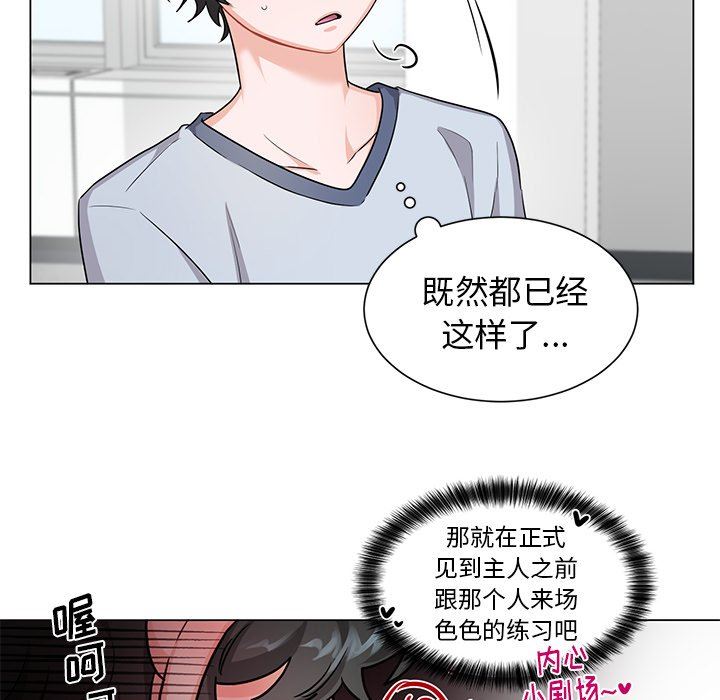 既然都已经
这样了...
那就在正式
见到主人之前
跟那个人来场
色色的练习吧
内心
小剧场~
喔
呵